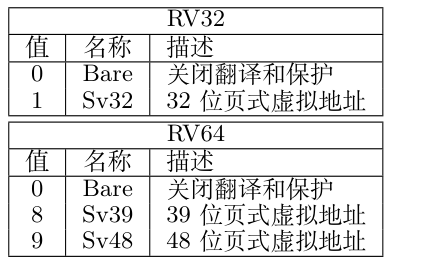 RV32
值 名称 描述
0 Bare 关闭翻译和保护
1 Sv32 32 位页式虚拟地址
RV64
值 名称 描述
0 Bare 关闭翻译和保护
8 Sv39 39 位页式虚拟地址
9 Sv48 48 位页式虚拟地址